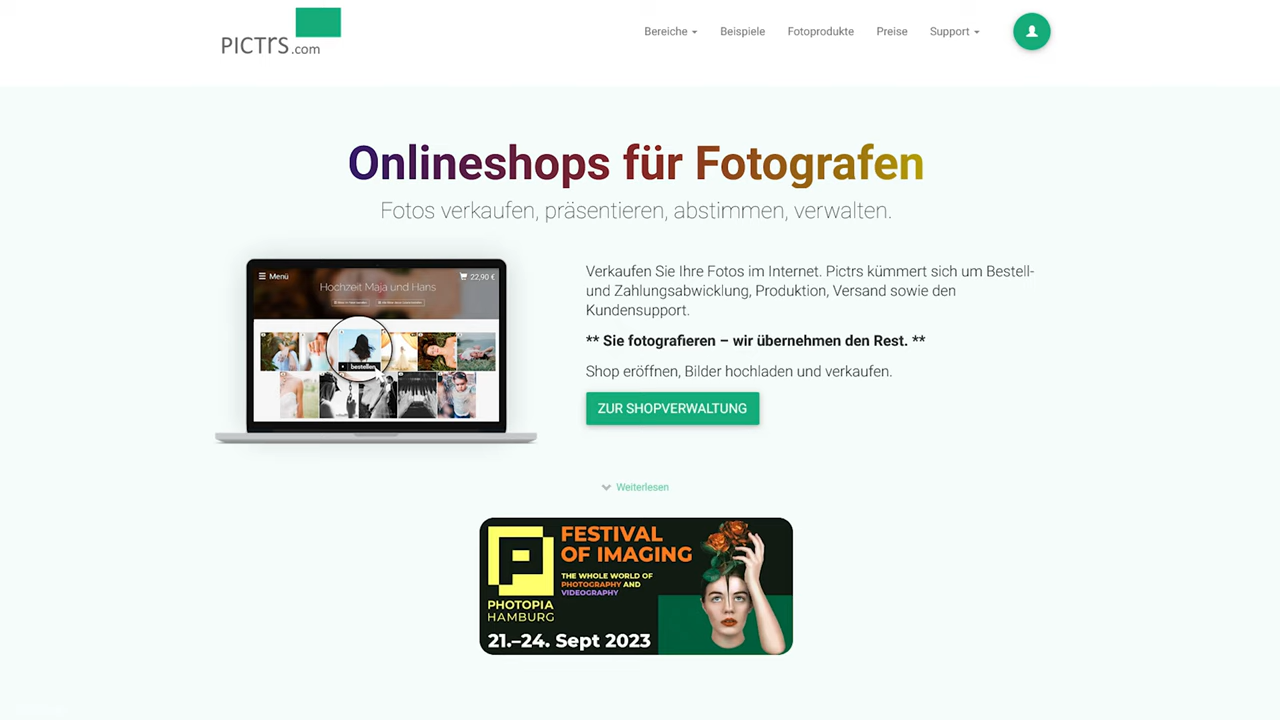 PICTrs.com
Bereiche
Beispiele
Fotoprodukte
Preise
Support
Onlineshops für Fotografen
Fotos verkaufen, präsentieren, abstimmen, verwalten.
Menü
22,90 €
Hochzeit Maja und Hans
bestellen
Verkaufen Sie Ihre Fotos im Internet. Pictrs kümmert sich um Bestell-
und Zahlungsabwicklung, Produktion, Versand sowie den
Kundensupport.
** Sie fotografieren – wir übernehmen den Rest. **
Shop eröffnen, Bilder hochladen und verkaufen.
ZUR SHOPVERWALTUNG
Weiterlesen
P
PHOTOPIA
HAMBURG
FESTIVAL
OF IMAGING
THE WHOLE WORLD OF
PHOTOGRAPHY AND
VIDEOGRAPHY
21.–24. Sept 2023